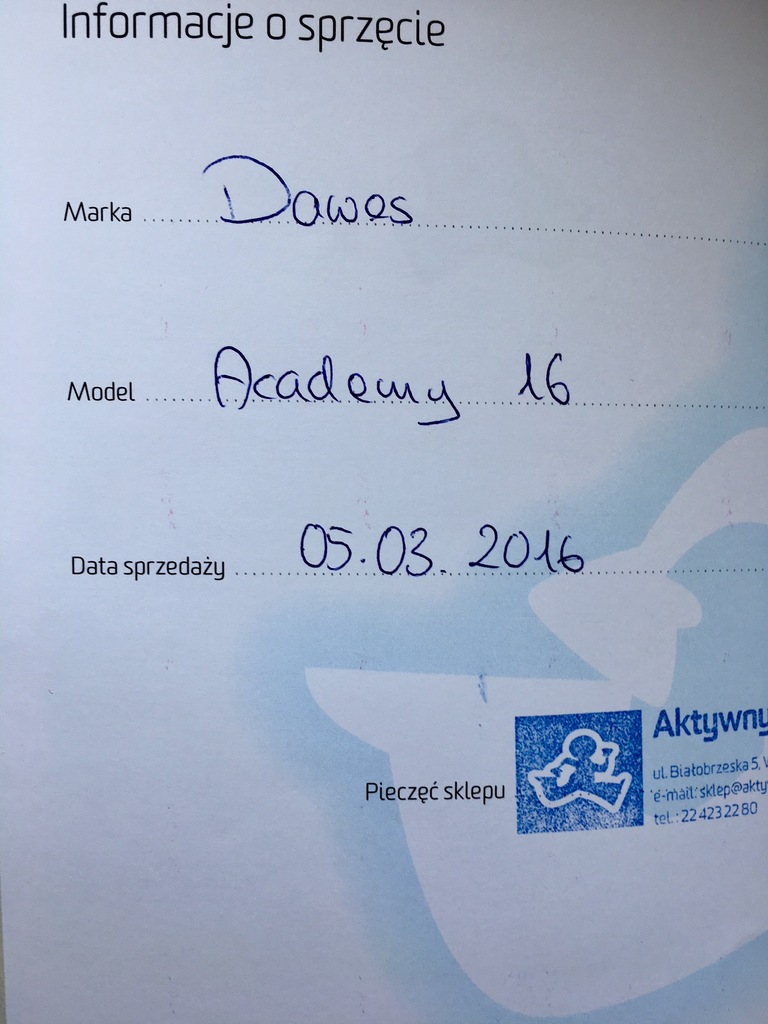 Informacje o sprzęcie
Marka Dawes
Model Academy 16
Data sprzedaży 05.03.2016
Pieczęć sklepu
Aktywny
ul. Białobrzeska 5,
e-mail: sklep@akty
tel.: 22 423 22 80